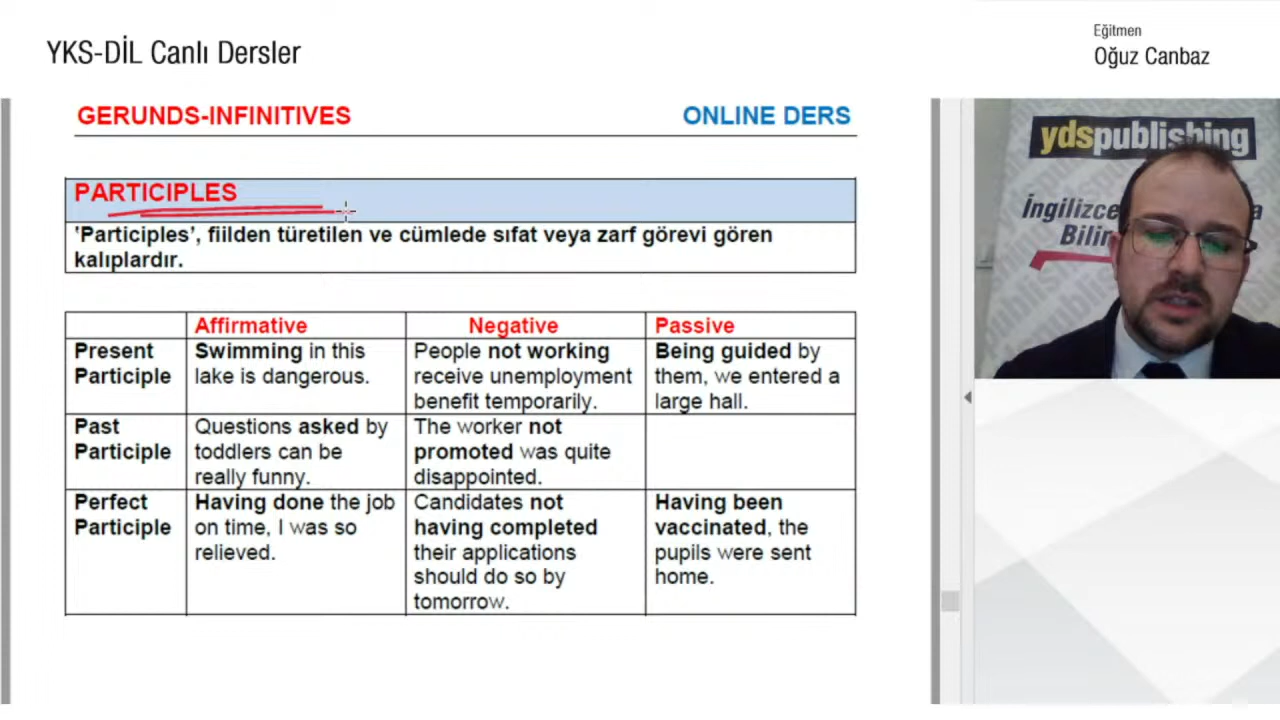 YKS-DİL Canlı Dersler
Eğitmen
Oğuz Canbaz
GERUNDS-INFINITIVES
ONLINE DERS
PARTICIPLES
‘Participles’, fiilden türetilen ve cümlede sıfat veya zarf görevi gören
kalıplardır.
Affirmative
Negative
Passive
Present
Participle
Swimming in this
lake is dangerous.
People not working
receive unemployment
benefit temporarily.
Being guided by
them, we entered a
large hall.
Past
Participle
Questions asked by
toddlers can be
really funny.
The worker not
promoted was quite
disappointed.
Perfect
Participle
Having done the job
on time, I was so
relieved.
Candidates not
having completed
their applications
should do so by
tomorrow.
Having been
vaccinated, the
pupils were sent
home.
ydspublishing